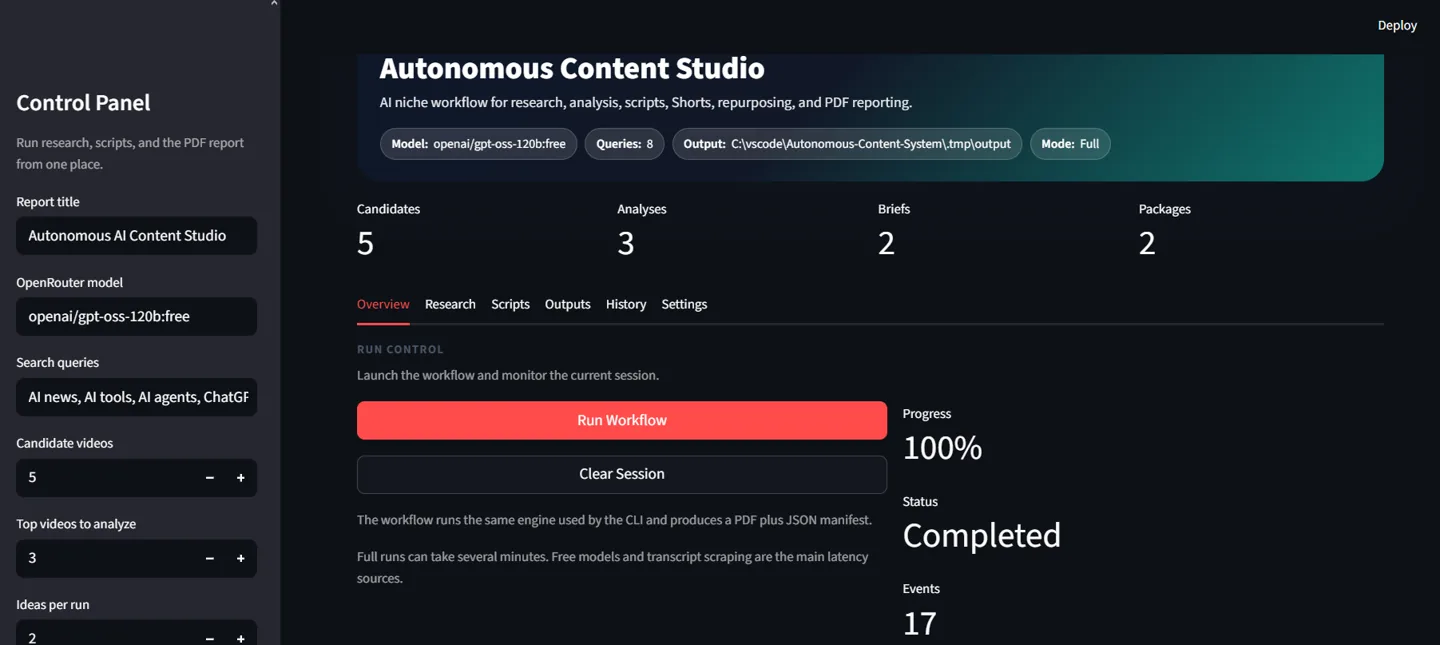 Deploy
Control Panel
Run research, scripts, and the PDF report
from one place.
Report title
Autonomous AI Content Studio
OpenRouter model
openai/gpt-oss-120b:free
Search queries
AI news, AI tools, AI agents, ChatGP
Candidate videos
5
Top videos to analyze
3
Ideas per run
2
Autonomous Content Studio
AI niche workflow for research, analysis, scripts, Shorts, repurposing, and PDF reporting.
Model: openai/gpt-oss-120b:free Queries: 8 Output: C:\vscode\Autonomous-Content-System\.tmp\output Mode: Full
Candidates Analyses Briefs Packages
5 3 2 2
Overview Research Scripts Outputs History Settings
RUN CONTROL
Launch the workflow and monitor the current session.
Run Workflow
Clear Session
The workflow runs the same engine used by the CLI and produces a PDF plus JSON manifest.
Full runs can take several minutes. Free models and transcript scraping are the main latency
sources.
Progress
100%
Status
Completed
Events
17